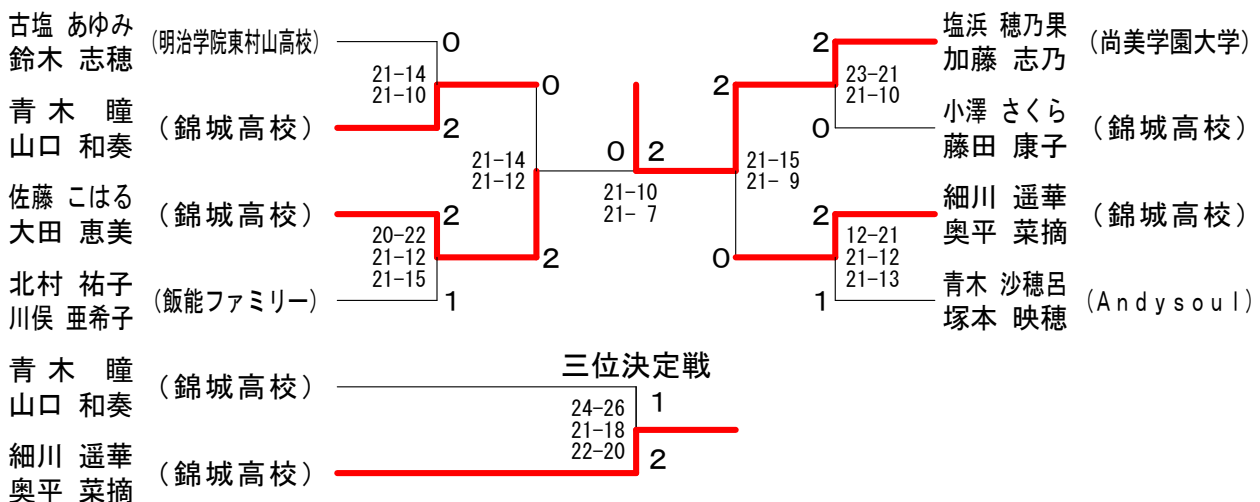 古塩 あゆみ
鈴木 志穂
(明治学院東村山高校)
0
21-14
21-10
青 木 瞳
山口 和奏
(錦城高校)
2
0
21-14
21-12
佐藤 こはる
大田 恵美
(錦城高校)
2
20-22
21-12
21-15
2
北村 祐子
川俣 亜希子
(飯能ファミリー)
1
0 2
21-10
21- 7
塩浜 穂乃果
加藤 志乃
(尚美学園大学)
2
23-21
21-10
2
小澤 さくら
藤田 康子
(錦城高校)
0
21-15
21- 9
細川 遥華
奥平 菜摘
(錦城高校)
2
12-21
21-12
21-13
0
青木 沙穂呂
塚本 映穂
(Andysoul)
1
三位決定戦
青 木 瞳
山口 和奏
(錦城高校)
1
24-26
21-18
22-20
細川 遥華
奥平 菜摘
(錦城高校)
2